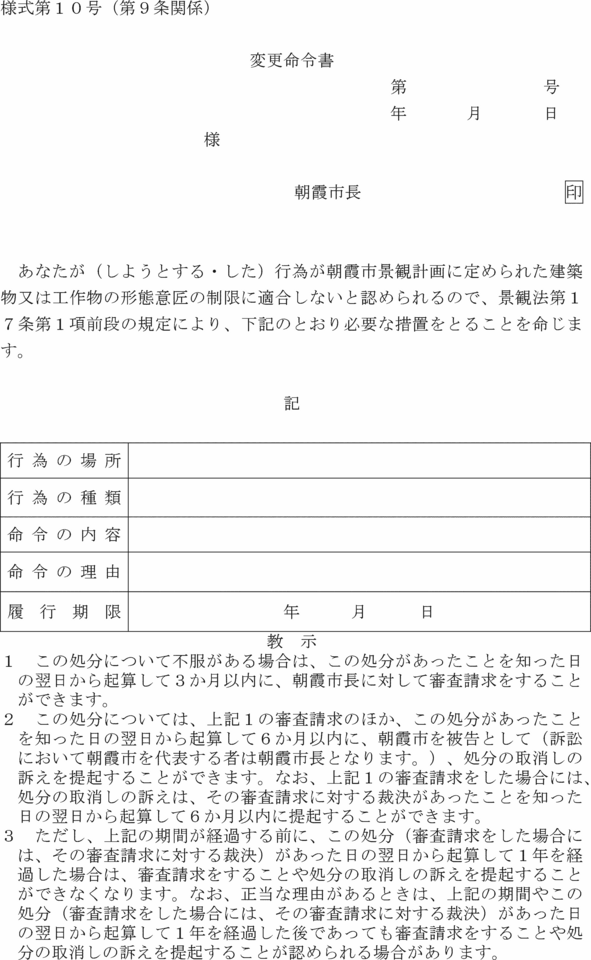 様式第１０号（第９条関係）
変更命令書
第　　　　　　　　号
年　　　月　　　日
様
朝霞市長　　　　　　　　　　　　印
　あなたが（しようとする・した）行為が朝霞市景観計画に定められた建築
物又は工作物の形態意匠の制限に適合しないと認められるので、景観法第１
７条第１項前段の規定により、下記のとおり必要な措置をとることを命じま
す。
記
行為の場所
行為の種類
命令の内容
命令の理由
履行期限　　　年　　　月　　　日
教　示
１　この処分について不服がある場合は、この処分があったことを知った日
の翌日から起算して３か月以内に、朝霞市長に対して審査請求をすること
ができます。
２　この処分については、上記１の審査請求のほか、この処分があったこと
を知った日の翌日から起算して６か月以内に、朝霞市を被告として（訴訟
において朝霞市を代表する者は朝霞市長となります。）、処分の取消しの
訴えを提起することができます。なお、上記１の審査請求をした場合には、
処分の取消しの訴えは、その審査請求に対する裁決があったことを知った
日の翌日から起算して６か月以内に提起することができます。
３　ただし、上記の期間が経過する前に、この処分（審査請求をした場合に
は、その審査請求に対する裁決）があった日の翌日から起算して１年を経
過した場合は、審査請求をすることや処分の取消しの訴えを提起すること
ができなくなります。なお、正当な理由があるときは、上記の期間やこの
処分（審査請求をした場合には、その審査請求に対する裁決）があった日
の翌日から起算して１年を経過した後であっても審査請求をすることや処
分の取消しの訴えを提起することが認められる場合があります。